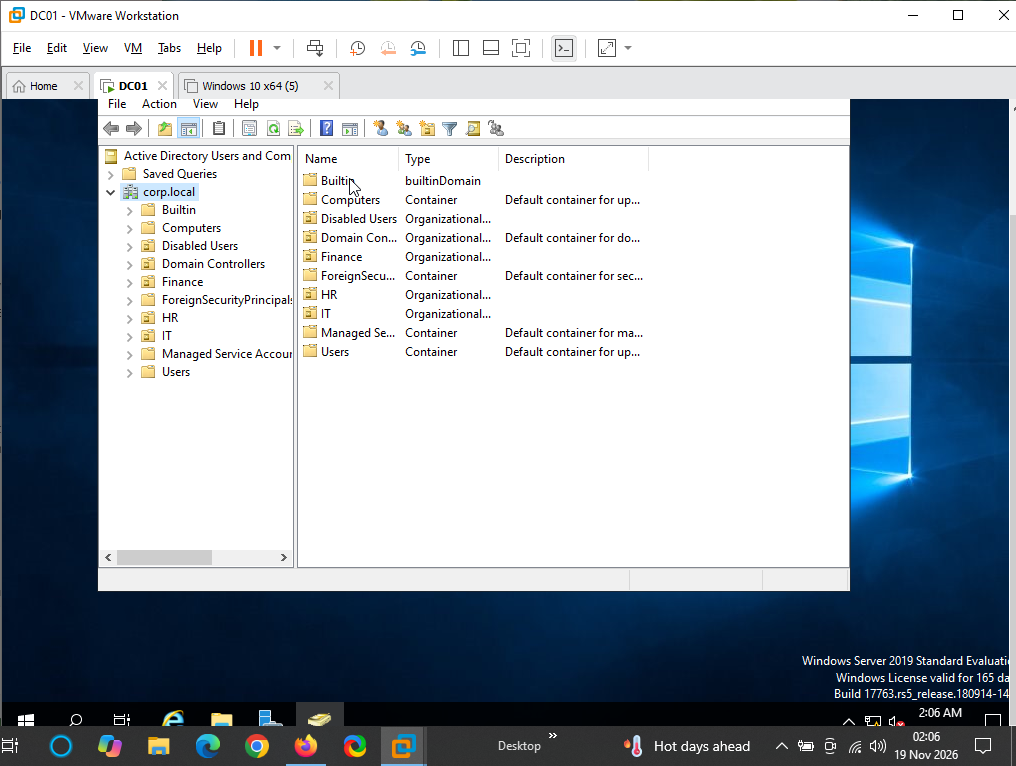 DC01 - VMware Workstation
File Edit View VM Tabs Help
Home DC01 Windows 10 x64 (5)
File Action View Help
Active Directory Users and Com
Saved Queries
corp.local
Builtin
Computers
Disabled Users
Domain Controllers
Finance
ForeignSecurityPrincipals
HR
IT
Managed Service Accour
Users
Name Type Description
Builtin builtinDomain
Computers Container Default container for up...
Disabled Users Organizational...
Domain Con... Organizational... Default container for do...
Finance Organizational...
ForeignSecu... Container Default container for sec...
HR Organizational...
IT Organizational...
Managed Se... Container Default container for ma...
Users Container Default container for up...
Windows Server 2019 Standard Evaluatio
Windows License valid for 165 da
Build 17763.rs5_release.180914-14
2:06 AM
Desktop
Hot days ahead
02:06
19 Nov 2026